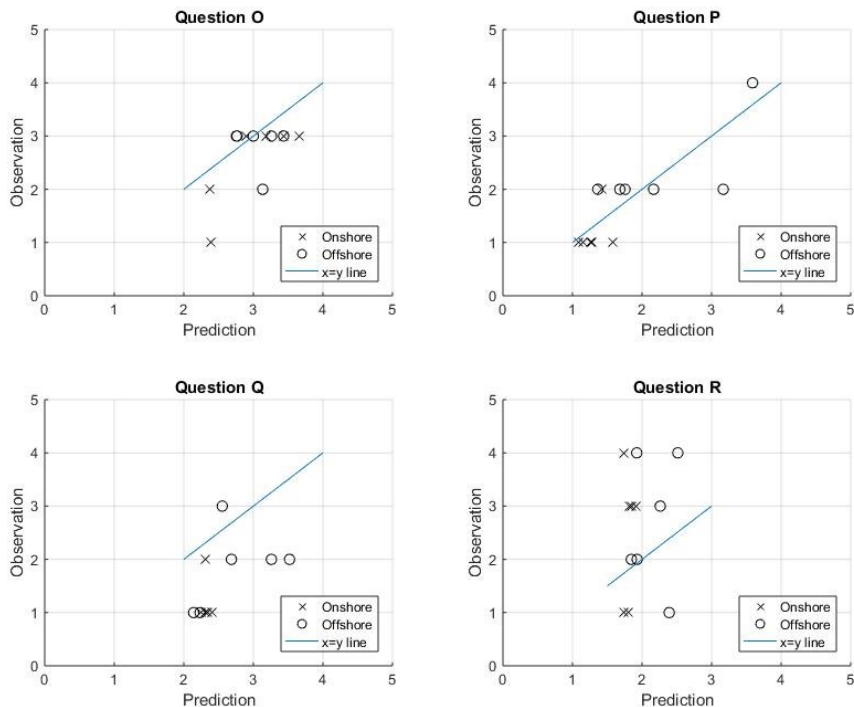 Question O
5
4
3
2
1
0
Observation
0 1 2 3 4 5
Prediction
Onshore
Offshore
x=y line
Question P
5
4
3
2
1
0
Observation
0 1 2 3 4 5
Prediction
Onshore
Offshore
x=y line
Question Q
5
4
3
2
1
0
Observation
0 1 2 3 4 5
Prediction
Onshore
Offshore
x=y line
Question R
5
4
3
2
1
0
Observation
0 1 2 3 4 5
Prediction
Onshore
Offshore
x=y line